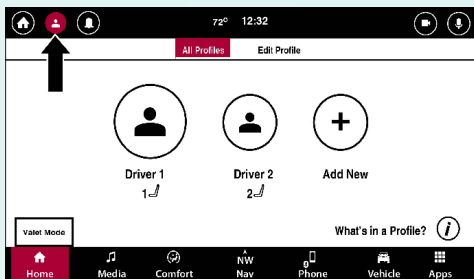 72° 12:32
All Profiles Edit Profile
Driver 1 Driver 2 Add New
1 2
Valet Mode What's in a Profile? i
NW
Home Media Comfort Nav Phone Vehicle Apps